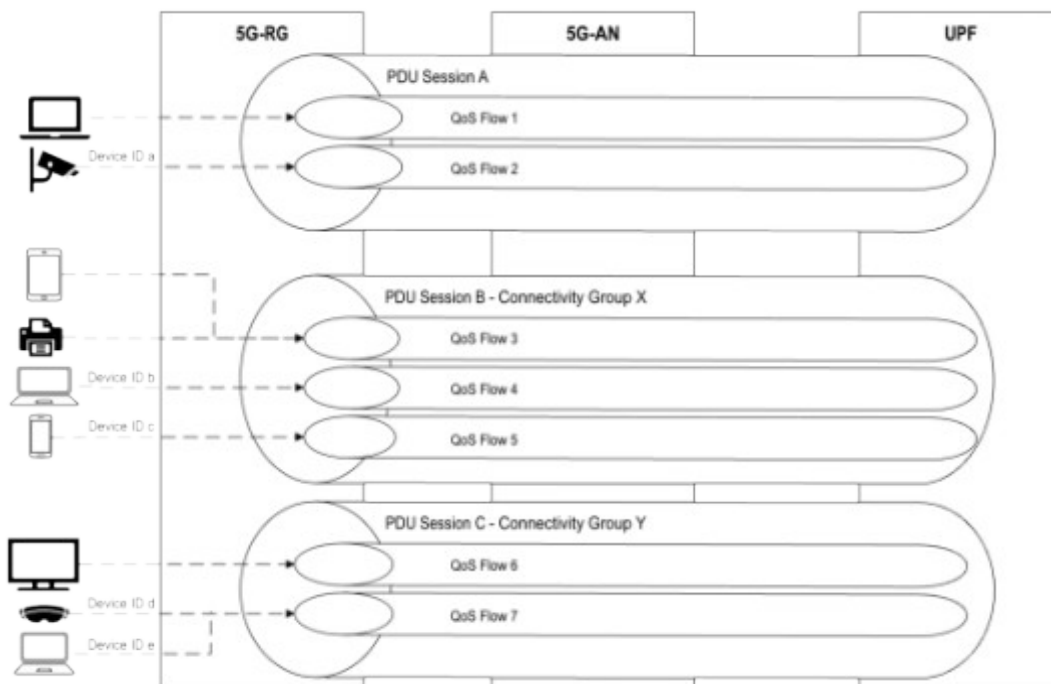 5G-RG
5G-AN
UPF
PDU Session A
QoS Flow 1
Device ID a
QoS Flow 2
PDU Session B - Connectivity Group X
QoS Flow 3
Device ID b
QoS Flow 4
Device ID c
QoS Flow 5
PDU Session C - Connectivity Group Y
QoS Flow 6
Device ID d
QoS Flow 7
Device ID e